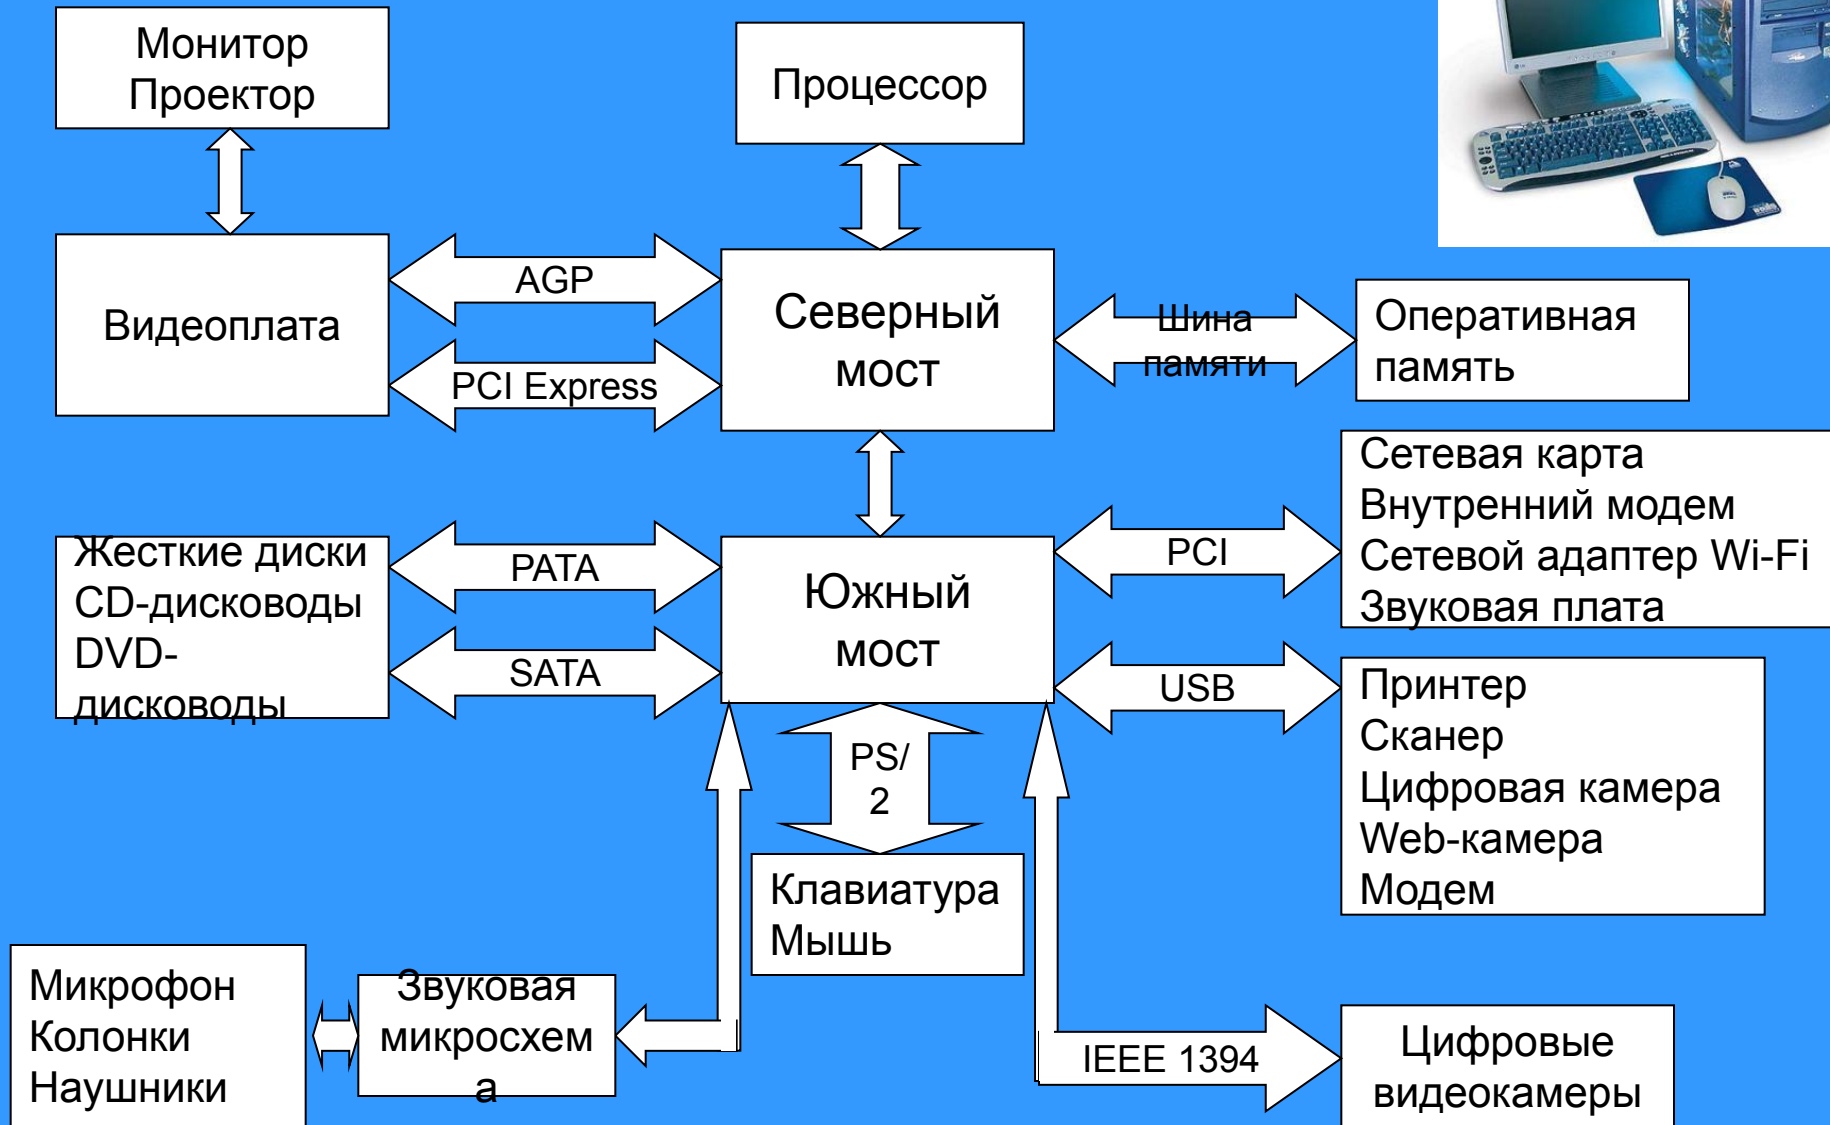 Монитор
Проектор
Процессор
Видеоплата
AGP
PCI Express
Северный
мост
Шина
памяти
Оперативная
память
Жесткие диски
CD-дисководы
DVD-
дисководы
PATA
SATA
Южный
мост
PCI
Сетевая карта
Внутренний модем
Сетевой адаптер Wi-Fi
Звуковая плата
USB
Принтер
Сканер
Цифровая камера
Web-камера
Модем
PS/
2
Клавиатура
Мышь
Микрофон
Колонки
Наушники
Звуковая
микросхем
а
IEEE 1394
Цифровые
видеокамеры